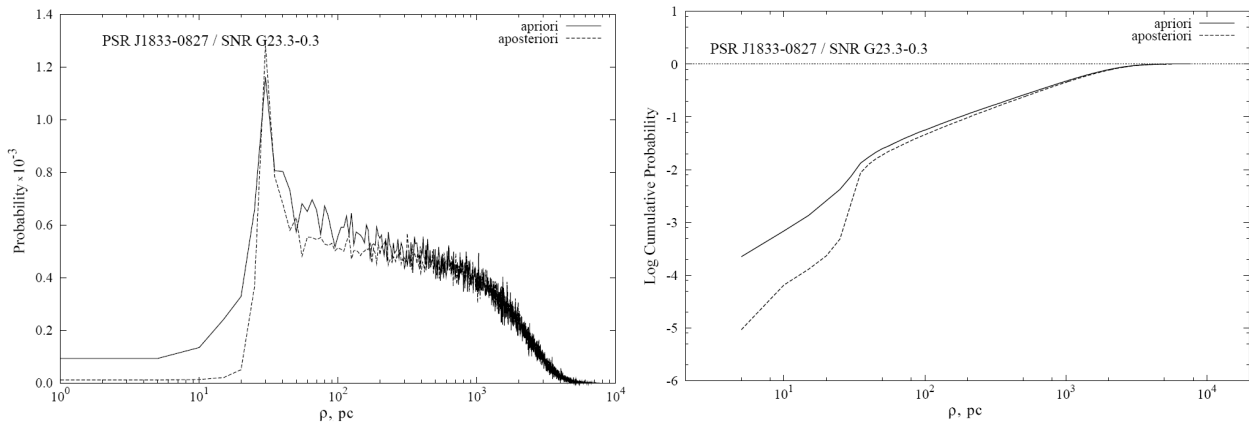 1.4
1.2
1.0
0.8
0.6
0.4
0.2
0.0
Probability × 10⁻³
PSR J1833-0827 / SNR G23.3-0.3
apriori
aposteriori
10⁰ 10¹ 10² 10³ 10⁴
ρ, pc
1
0
-1
-2
-3
-4
-5
-6
Log Cumulative Probability
PSR J1833-0827 / SNR G23.3-0.3
apriori
aposteriori
10¹ 10² 10³ 10⁴
ρ, pc